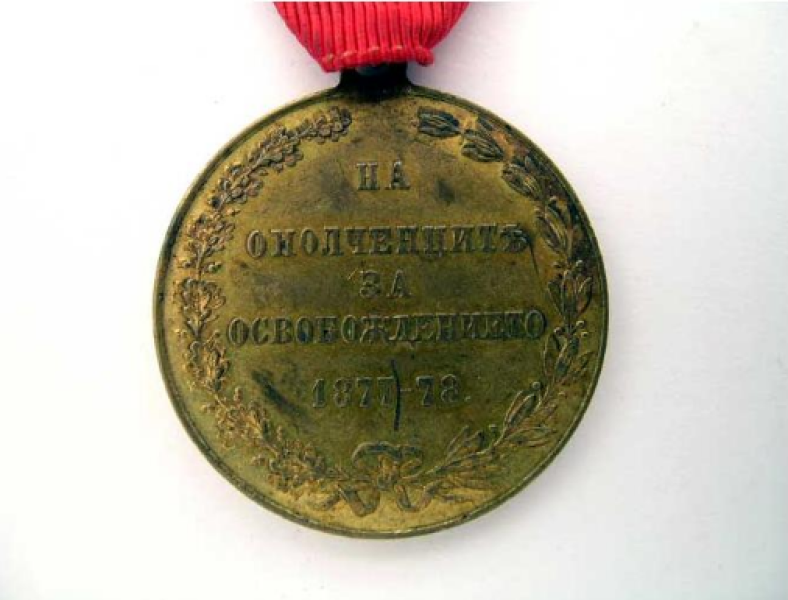 НА
ОПОЛЧЕНЦИТѢ
ЗА
ОСВОБОЖДЕНИЕТО
1877-78.